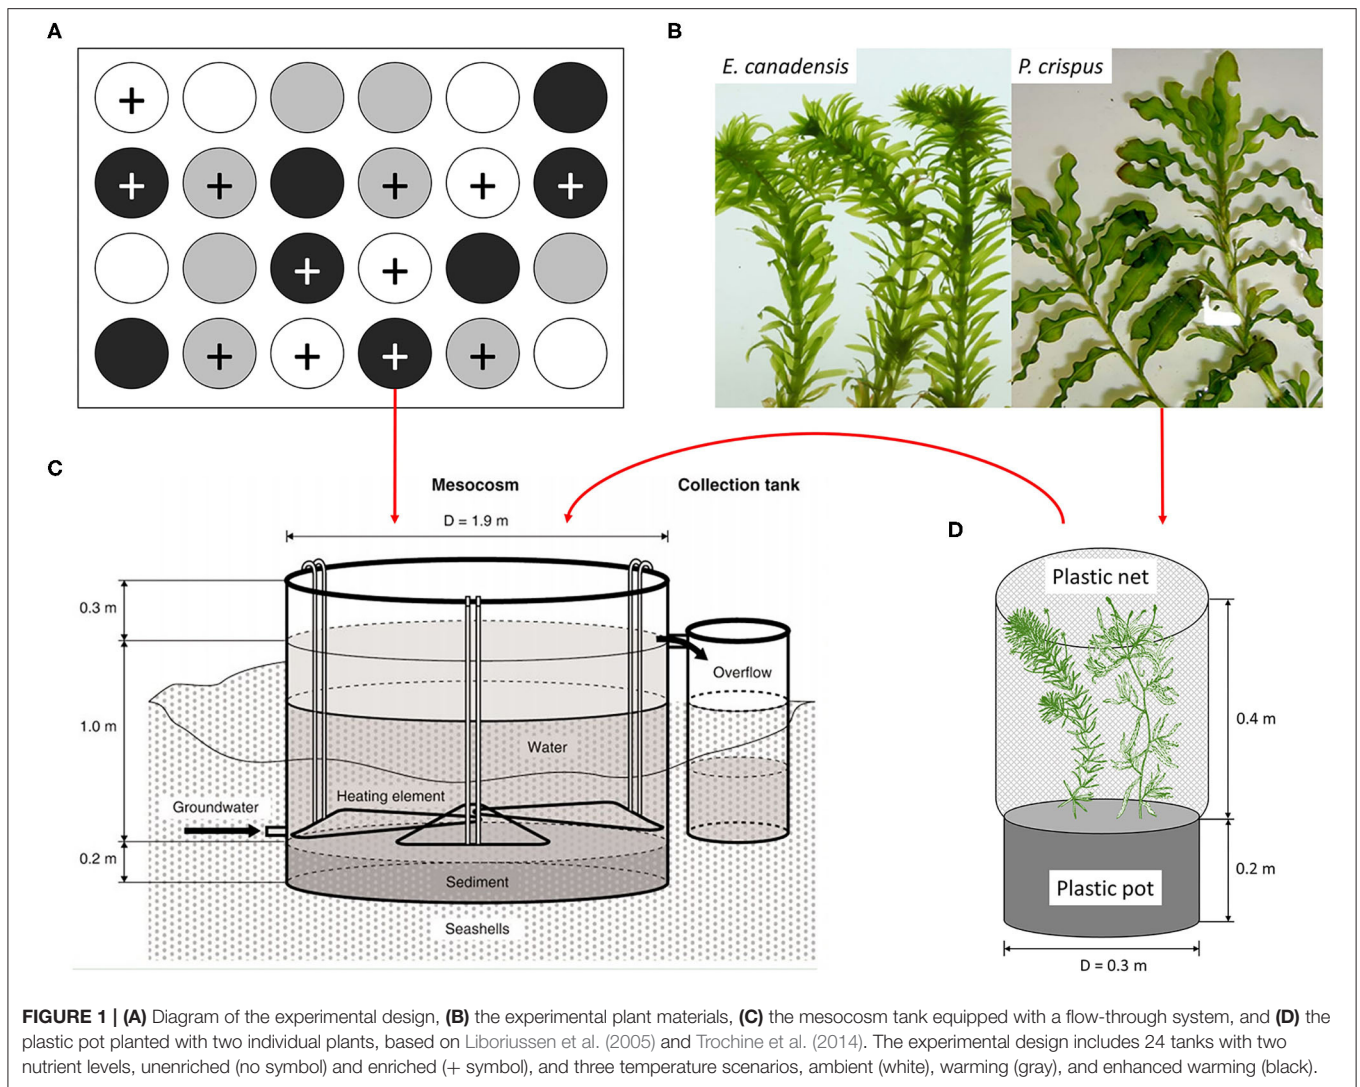 A
B
E. canadensis
P. crispus
+
+ + + + +
+ +
+ + + +
C
Mesocosm
Collection tank
D = 1.9 m
0.3 m
1.0 m
0.2 m
Overflow
Water
Heating element
Groundwater
Sediment
Seashells
D
Plastic net
0.4 m
Plastic pot
0.2 m
D = 0.3 m
FIGURE 1 | (A) Diagram of the experimental design, (B) the experimental plant materials, (C) the mesocosm tank equipped with a flow-through system, and (D) the
plastic pot planted with two individual plants, based on Liboriussen et al. (2005) and Trochine et al. (2014). The experimental design includes 24 tanks with two
nutrient levels, unenriched (no symbol) and enriched (+ symbol), and three temperature scenarios, ambient (white), warming (gray), and enhanced warming (black).